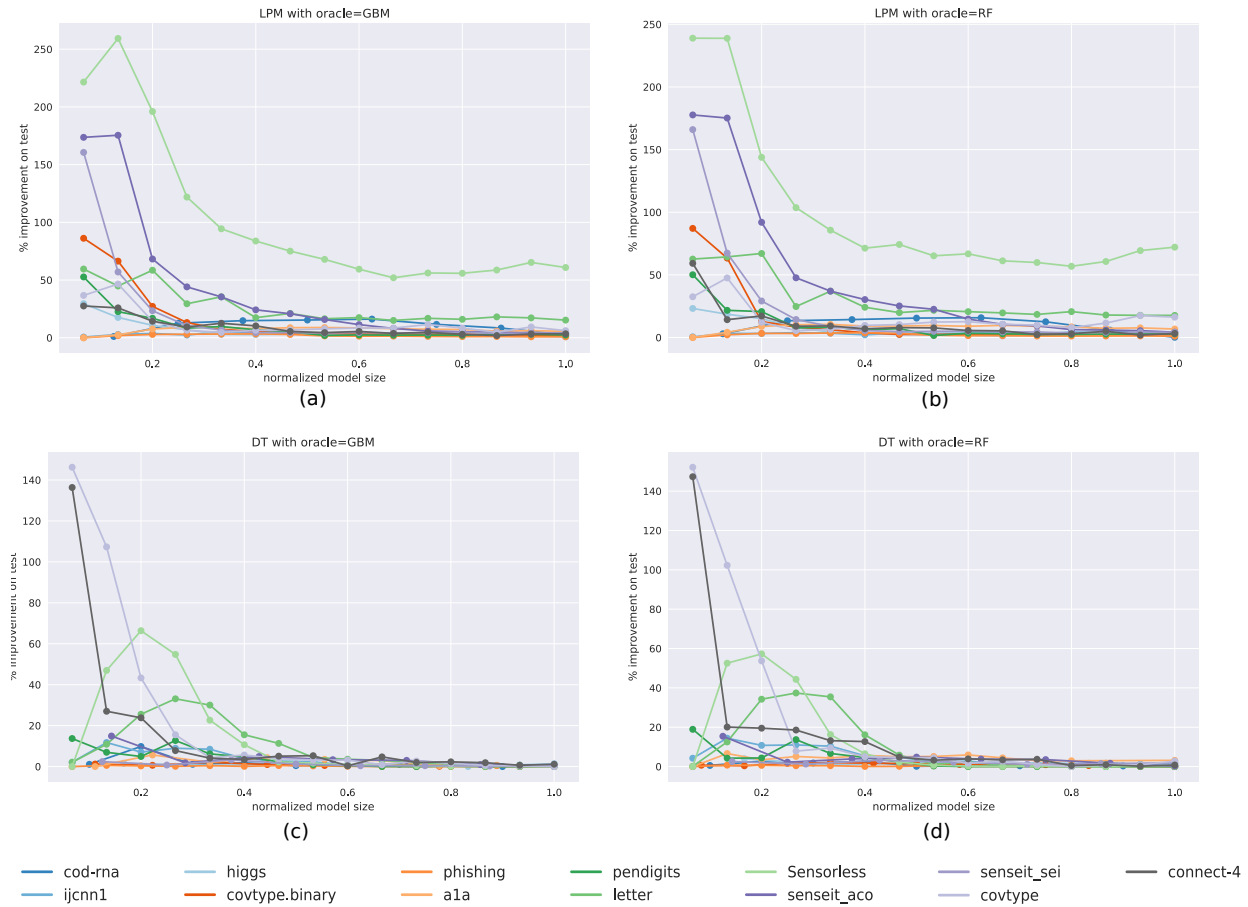 LPM with oracle=GBM
250
200
150
100
50
0
% improvement on test
0.2 0.4 0.6 0.8 1.0
normalized model size
(a)
LPM with oracle=RF
250
200
150
100
50
0
% improvement on test
0.2 0.4 0.6 0.8 1.0
normalized model size
(b)
DT with oracle=GBM
140
120
100
80
60
40
20
0
% improvement on test
0.2 0.4 0.6 0.8 1.0
normalized model size
(c)
DT with oracle=RF
140
120
100
80
60
40
20
0
% improvement on test
0.2 0.4 0.6 0.8 1.0
normalized model size
(d)
cod-rna higgs phishing pendigits Sensorless senseit_sei connect-4
ijcnn1 covtype.binary a1a letter senseit_aco covtype